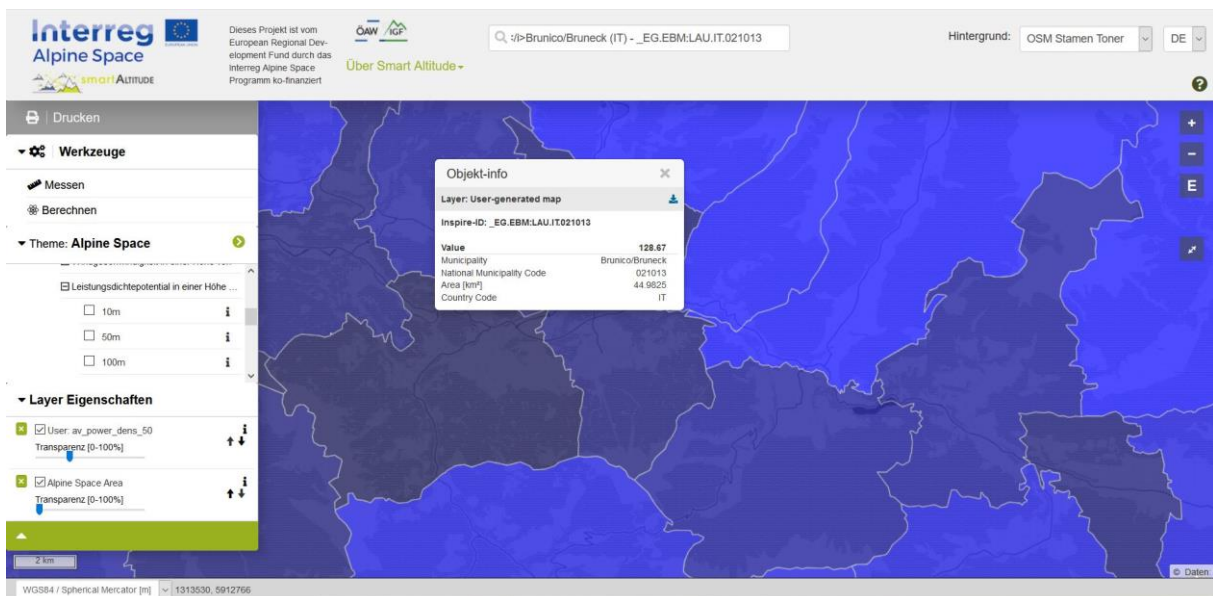 Interreg
EUROPEAN UNION
Alpine Space
smartALTITUDE
Dieses Projekt ist vom
European Regional Dev-
elopment Fund durch das
Interreg Alpine Space
Programm ko-finanziert
ÖAW IGF
Über Smart Altitude
:/i>Brunico/Bruneck (IT) - _EG.EBM:LAU.IT.021013
Hintergrund:
OSM Stamen Toner
DE
?
Drucken
Werkzeuge
Messen
Berechnen
Theme: Alpine Space
Leistungsdichtepotential in einer Höhe ...
10m i
50m i
100m i
Layer Eigenschaften
User: av_power_dens_50 i
Transparenz [0-100%]
Alpine Space Area i
Transparenz [0-100%]
2 km
WGS84 / Spherical Mercator [m]
1313530, 5912766
Objekt-info
Layer: User-generated map
Inspire-ID: _EG.EBM:LAU.IT.021013
Value 128.67
Municipality Brunico/Bruneck
National Municipality Code 021013
Area [km²] 44.9825
Country Code IT
+
−
E
© Daten: